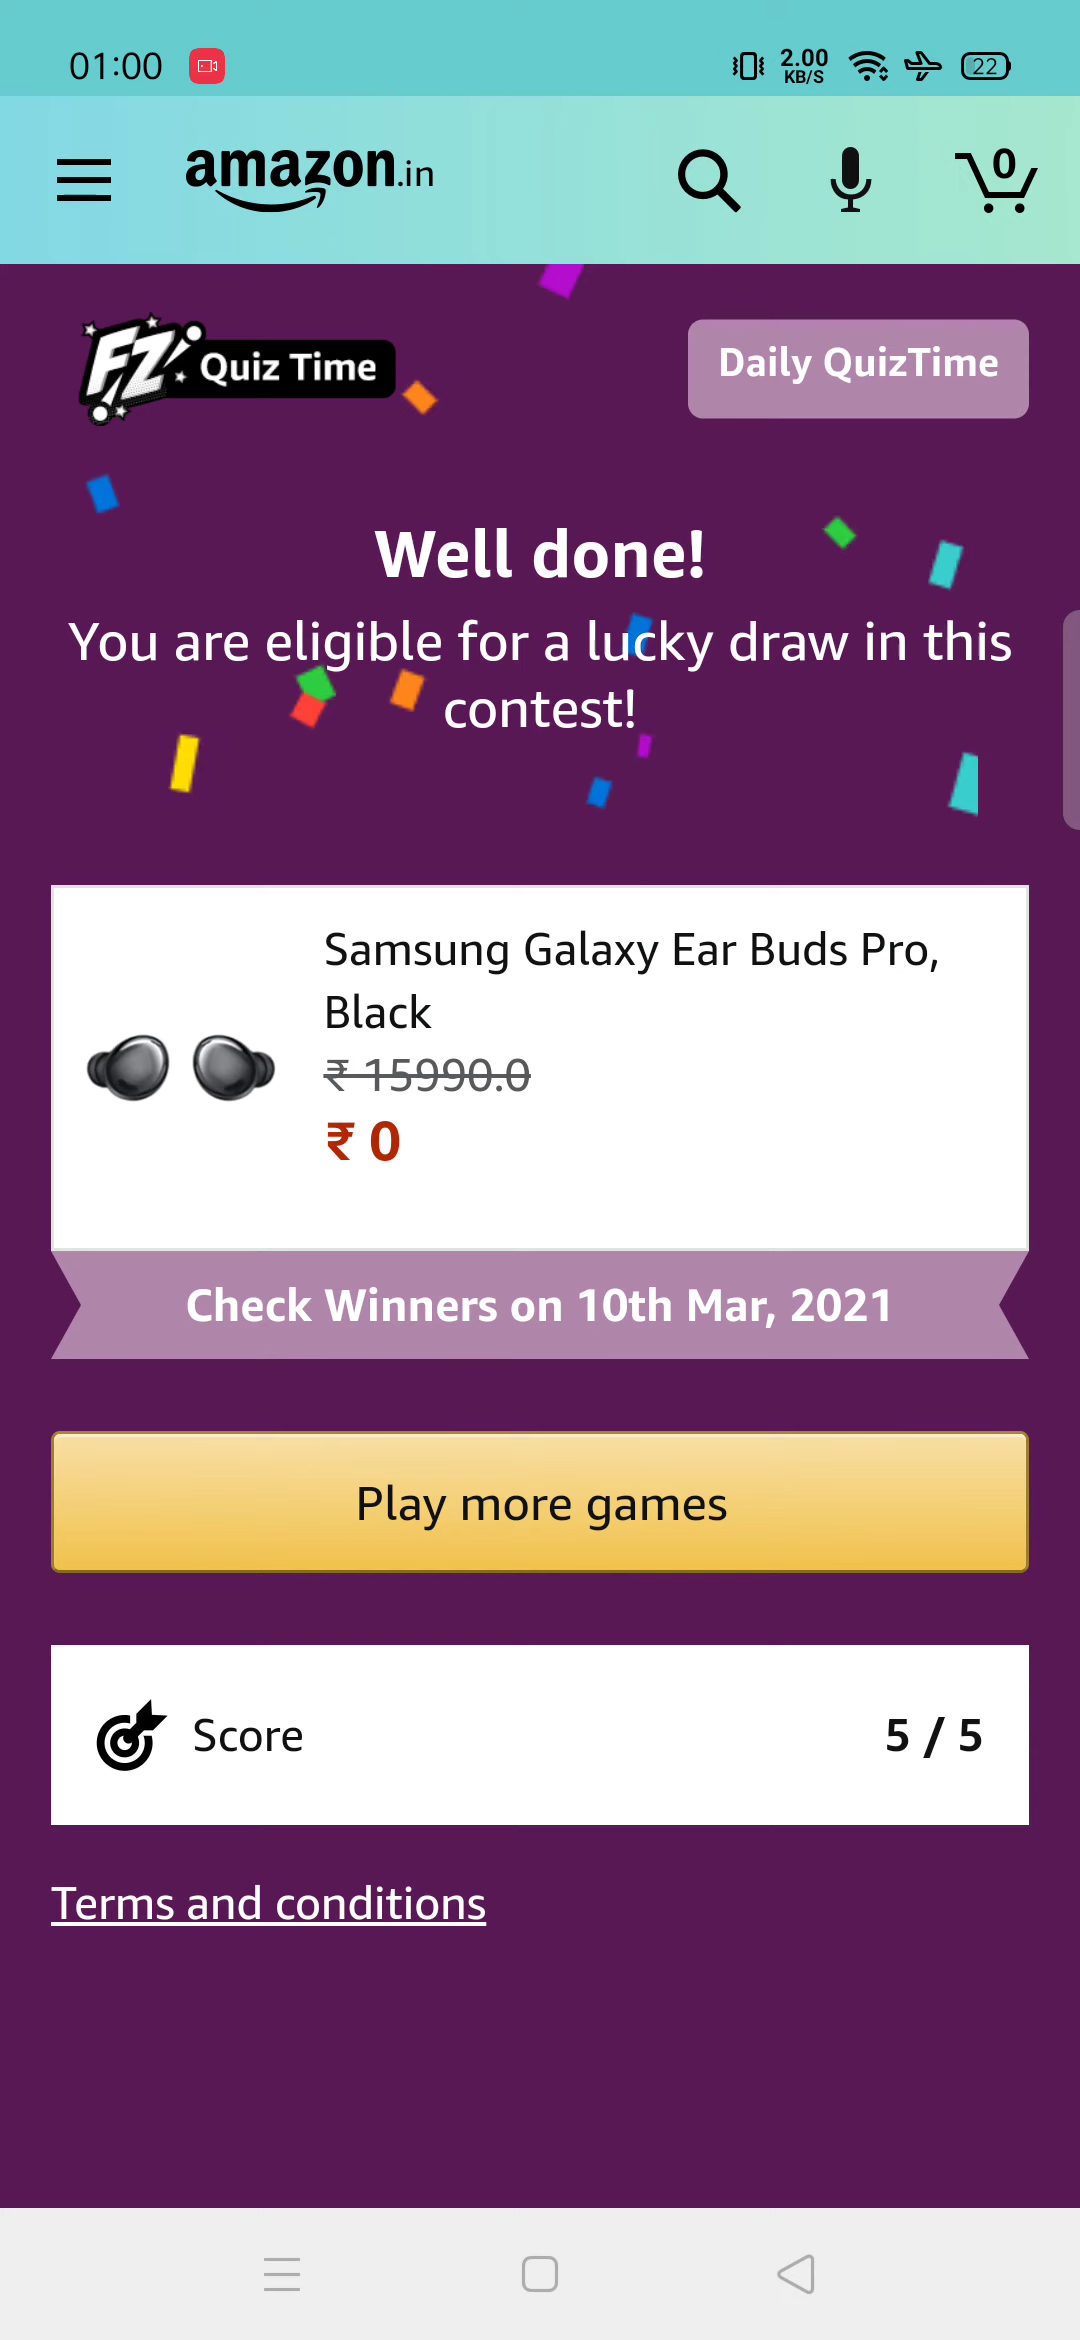 01:00
2.00
KB/S
22
amazon.in
0
FZ Quiz Time
Daily QuizTime
Well done!
You are eligible for a lucky draw in this
contest!
Samsung Galaxy Ear Buds Pro,
Black
₹ 15990.0
₹ 0
Check Winners on 10th Mar, 2021
Play more games
Score
5 / 5
Terms and conditions